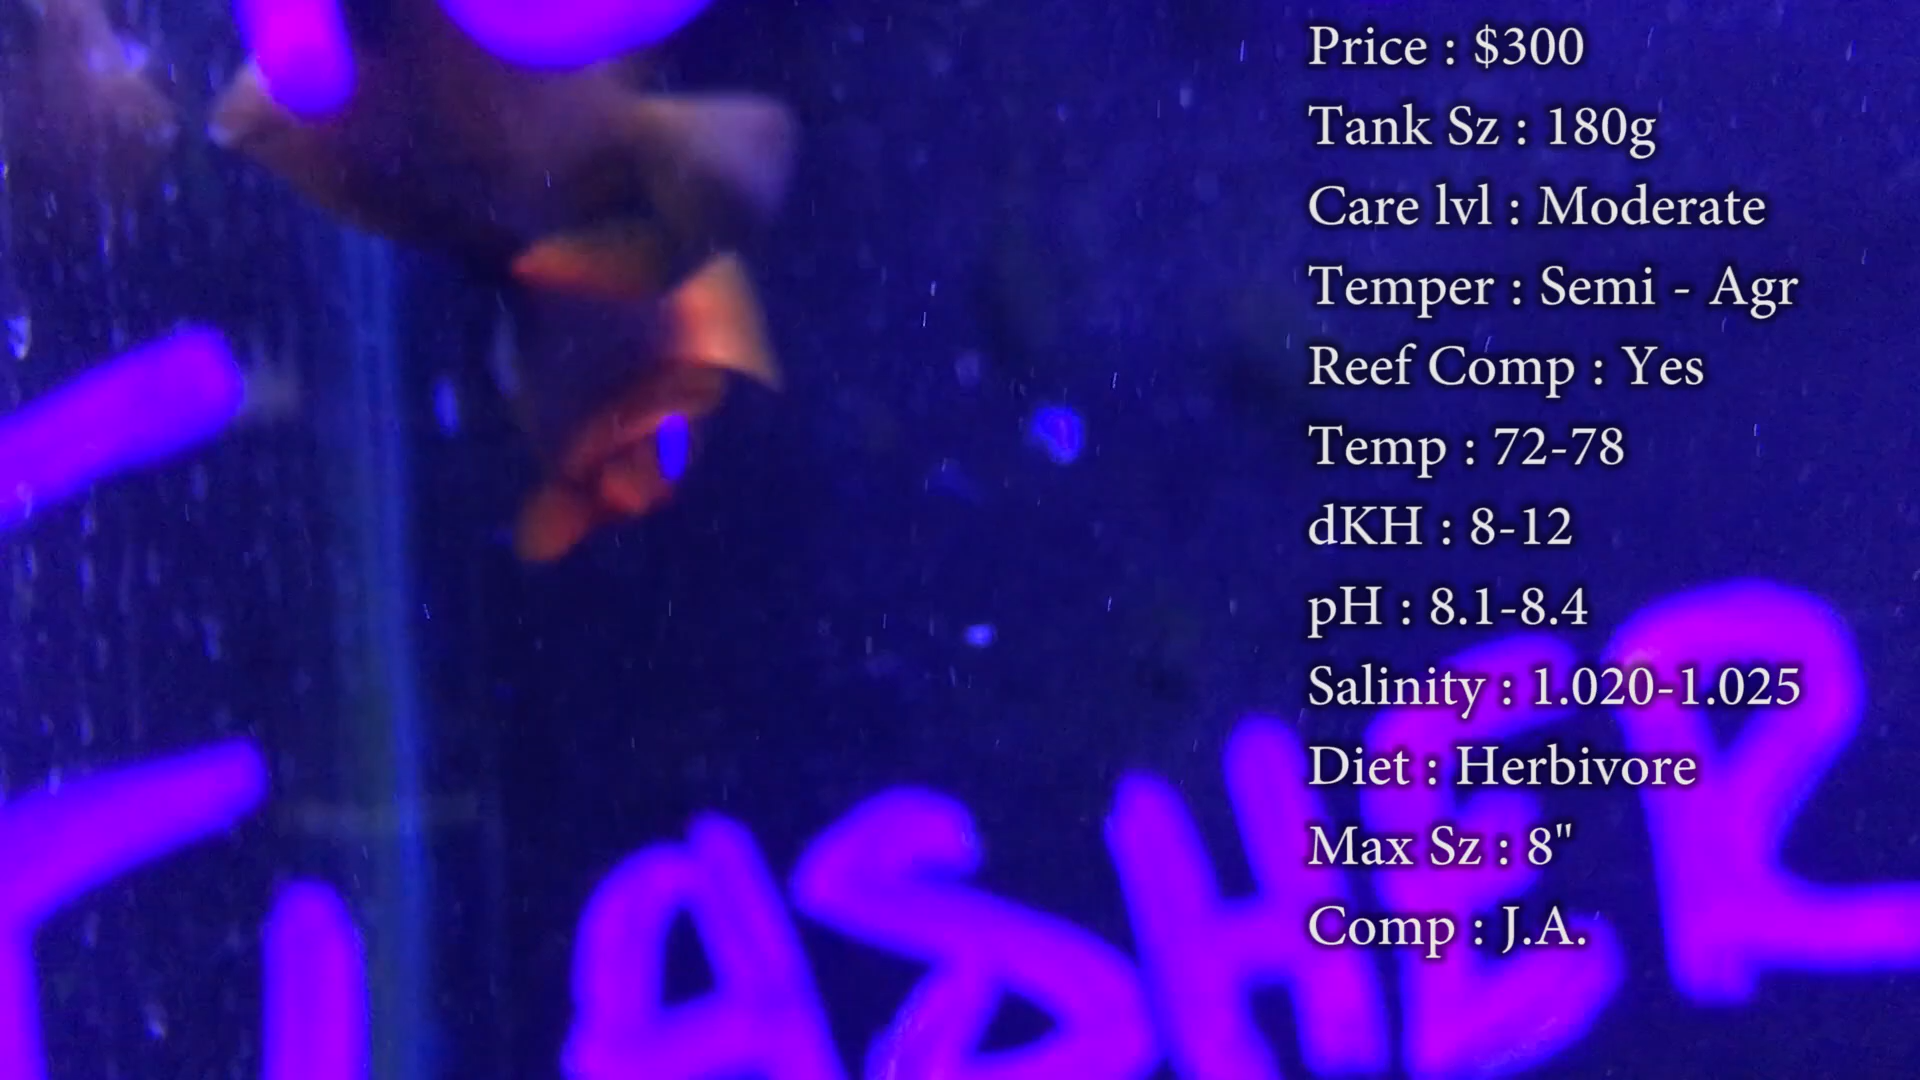 Price : $300
Tank Sz : 180g
Care lvl : Moderate
Temper : Semi - Agr
Reef Comp : Yes
Temp : 72-78
dKH : 8-12
pH : 8.1-8.4
Salinity : 1.020-1.025
Diet : Herbivore
Max Sz : 8"
Comp : J.A.
FLASHER